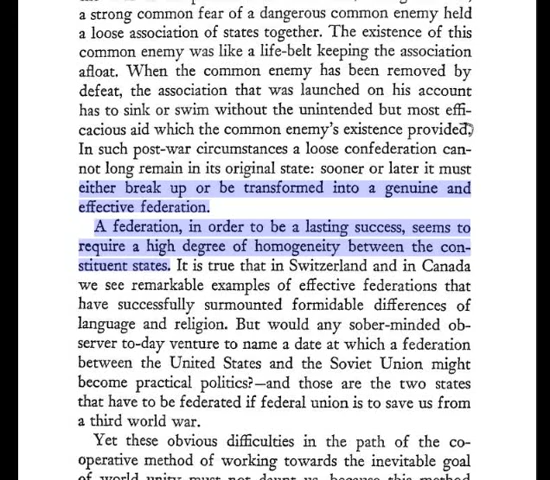 a strong common fear of a dangerous common enemy held
a loose association of states together. The existence of this
common enemy was like a life-belt keeping the association
afloat. When the common enemy has been removed by
defeat, the association that was launched on his account
has to sink or swim without the unintended but most effi-
cacious aid which the common enemy's existence provided.
In such post-war circumstances a loose confederation can-
not long remain in its original state: sooner or later it must
either break up or be transformed into a genuine and
effective federation.
A federation, in order to be a lasting success, seems to
require a high degree of homogeneity between the con-
stituent states. It is true that in Switzerland and in Canada
we see remarkable examples of effective federations that
have successfully surmounted formidable differences of
language and religion. But would any sober-minded ob-
server to-day venture to name a date at which a federation
between the United States and the Soviet Union might
become practical politics?—and those are the two states
that have to be federated if federal union is to save us from
a third world war.
Yet these obvious difficulties in the path of the co-
operative method of working towards the inevitable goal
of world unity must not daunt us, because this method